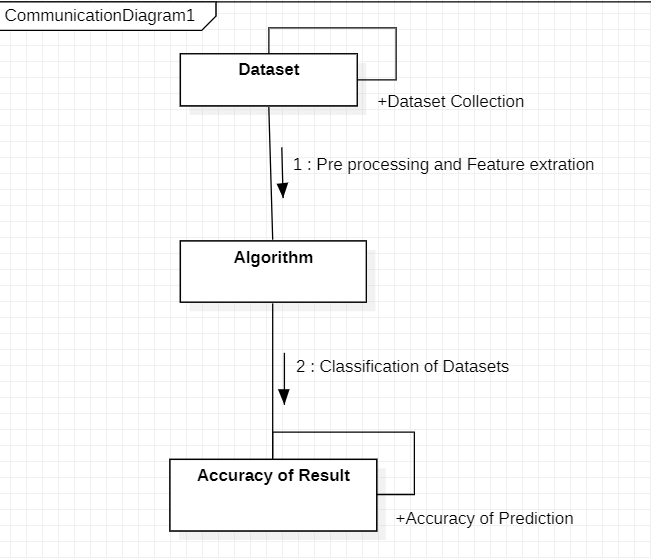 CommunicationDiagram1
Dataset
+Dataset Collection
1 : Pre processing and Feature extration
Algorithm
2 : Classification of Datasets
Accuracy of Result
+Accuracy of Prediction